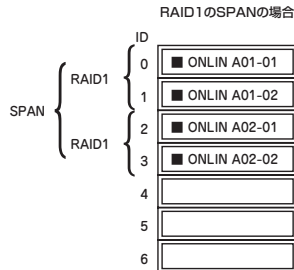 RAID1のSPANの場合
ID
0 ■ ONLIN A01-01
RAID1
1 ■ ONLIN A01-02
SPAN
2 ■ ONLIN A02-01
RAID1
3 ■ ONLIN A02-02
4
5
6